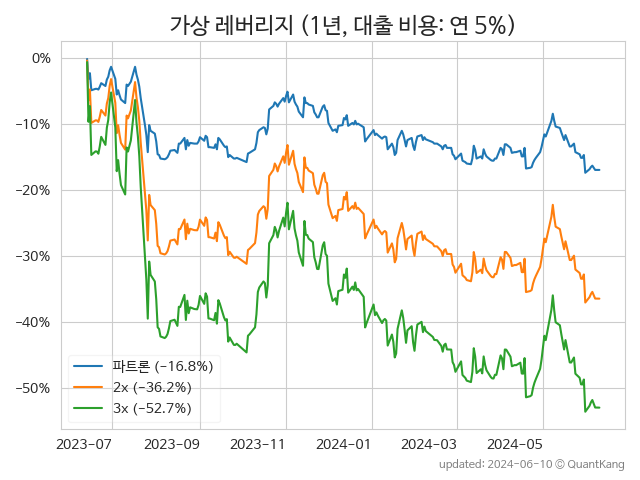 가상 레버리지 (1년, 대출 비용: 연 5%)
0%
−10%
−20%
−30%
−40%
−50%
파트론 (−16.8%)
2x (−36.2%)
3x (−52.7%)
2023-07
2023-09
2023-11
2024-01
2024-03
2024-05
updated: 2024-06-10 © QuantKang